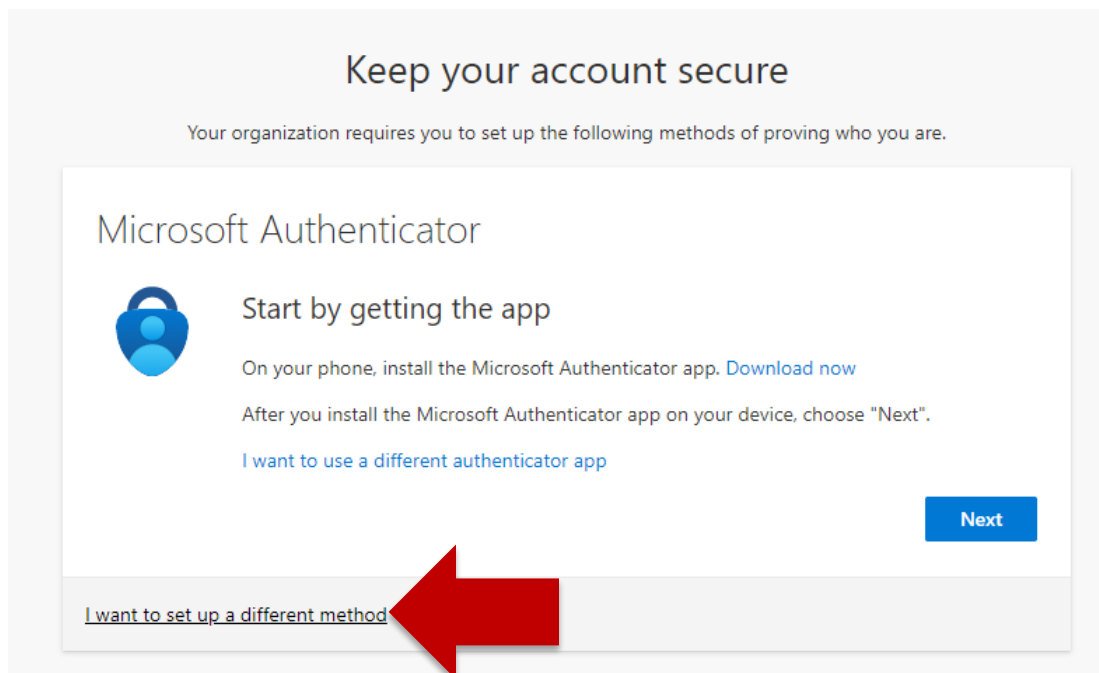 Keep your account secure
Your organization requires you to set up the following methods of proving who you are.
Microsoft Authenticator
Start by getting the app
On your phone, install the Microsoft Authenticator app. Download now
After you install the Microsoft Authenticator app on your device, choose "Next".
I want to use a different authenticator app
Next
I want to set up a different method